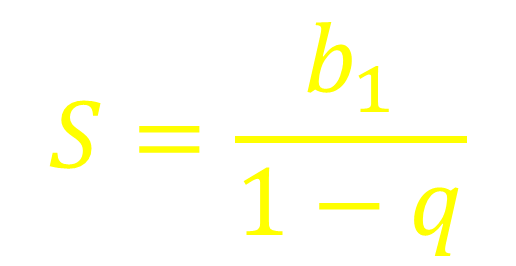 S = b₁ / (1 − q)